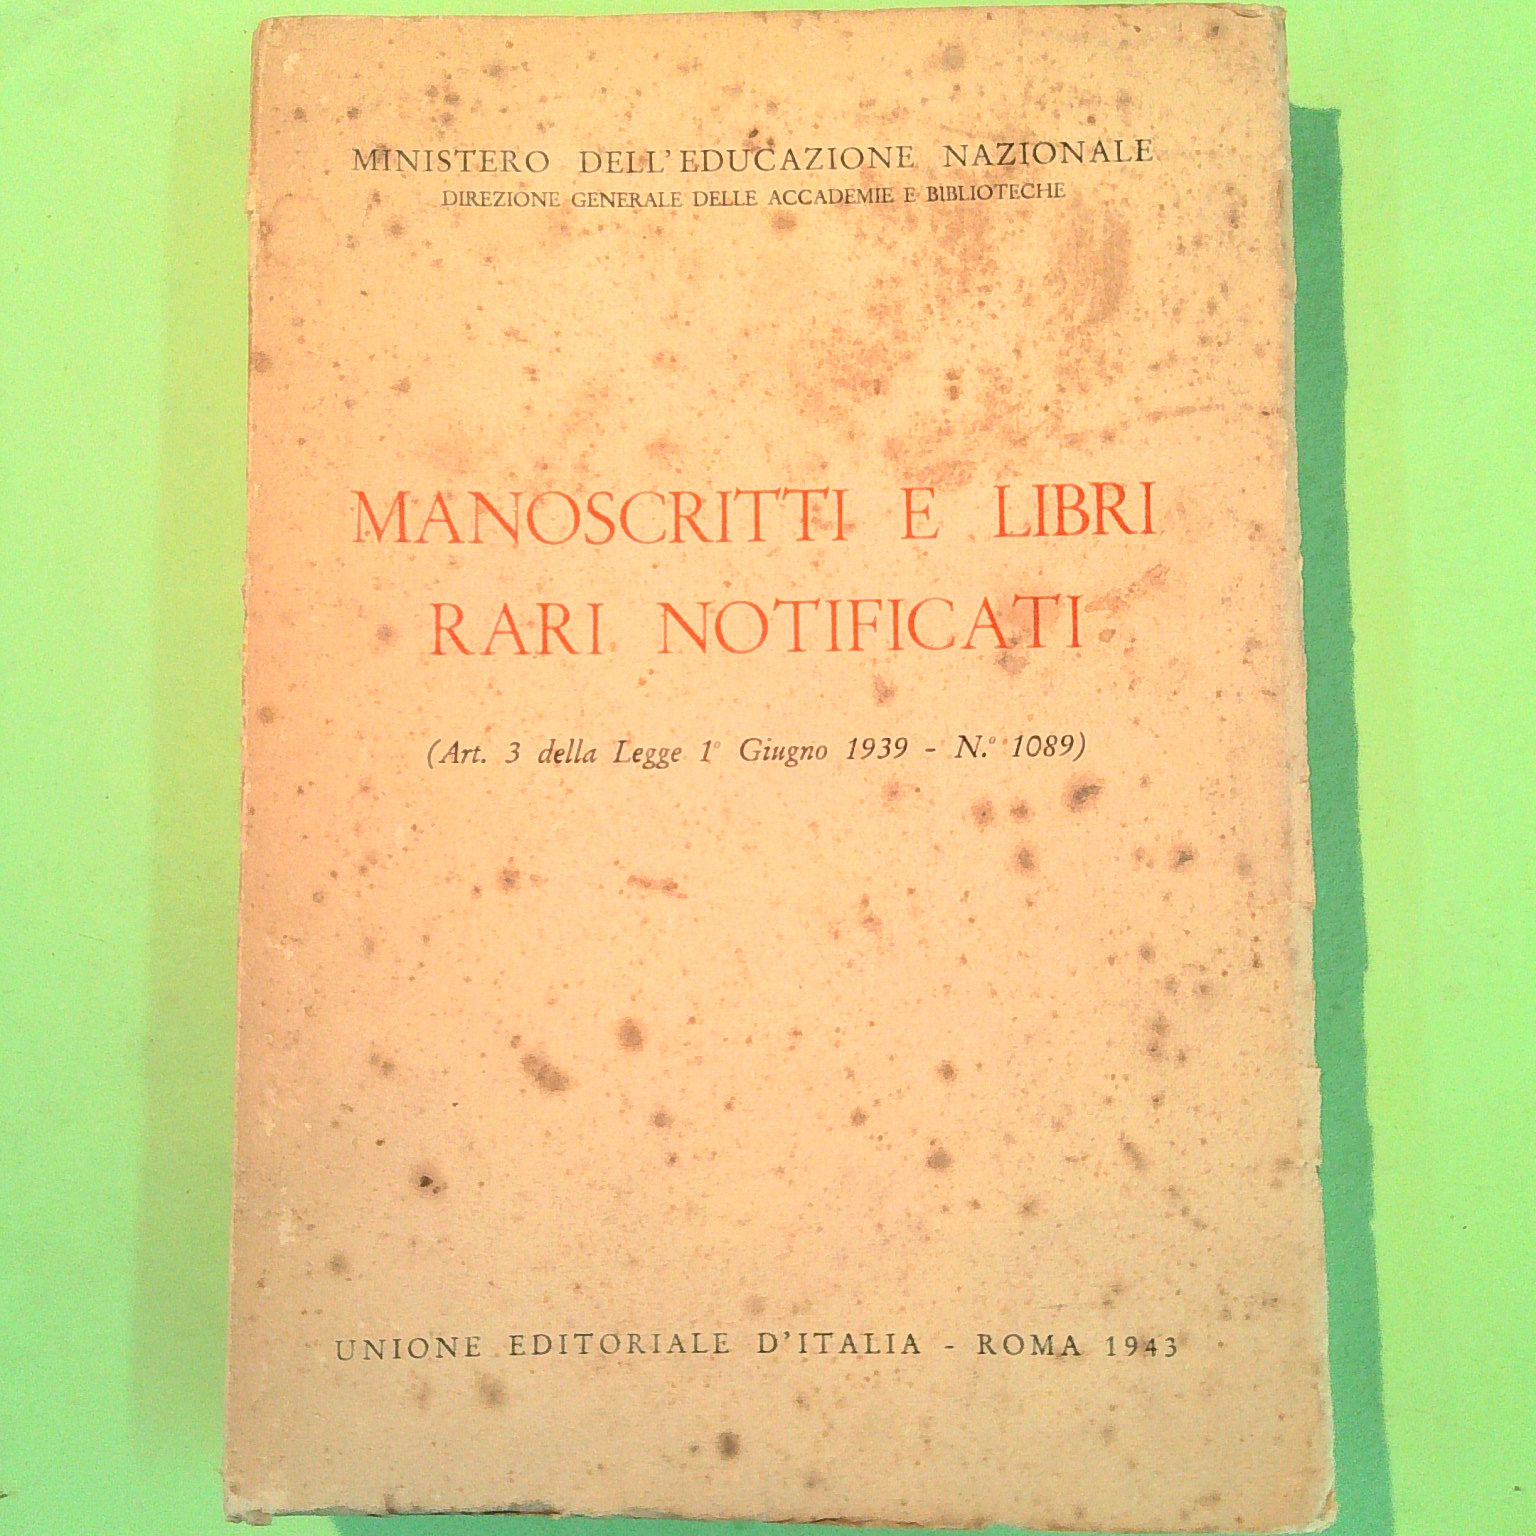 MINISTERO DELL'EDUCAZIONE NAZIONALE
DIREZIONE GENERALE DELLE ACCADEMIE E BIBLIOTECHE
MANOSCRITTI E LIBRI
RARI NOTIFICATI
(Art. 3 della Legge 1° Giugno 1939 - N.° 1089)
UNIONE EDITORIALE D'ITALIA - ROMA 1943